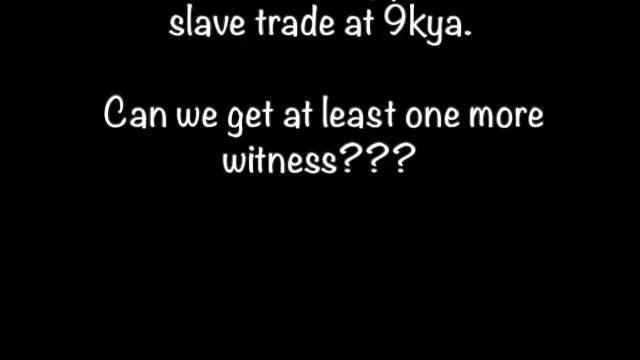 slave trade at 9kya.
Can we get at least one more
witness???